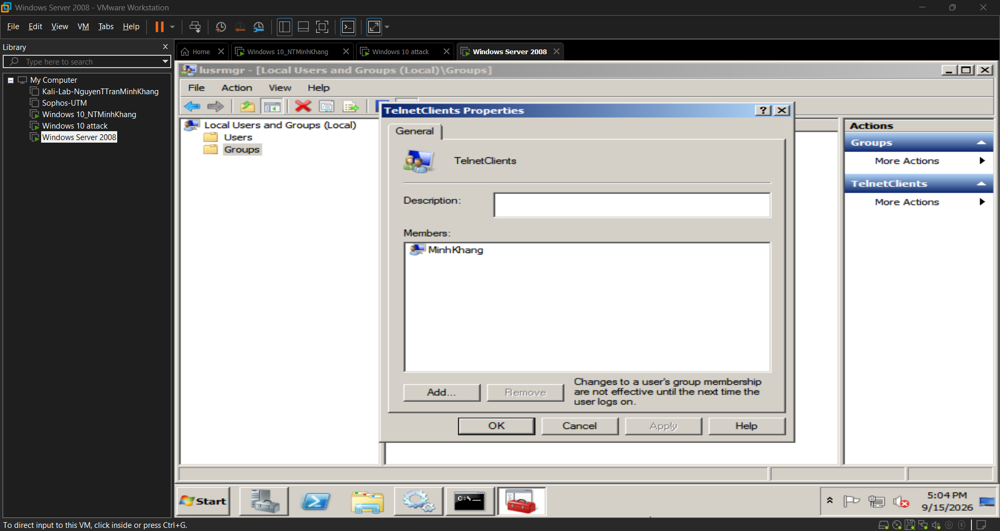 Windows Server 2008 - VMware Workstation
File Edit View VM Tabs Help
Library
Type here to search
My Computer
Kali-Lab-NguyenTTranMinhKhang
Sophos-UTM
Windows 10_NTMinhKhang
Windows 10 attack
Windows Server 2008
Home
Windows 10_NTMinhKhang
Windows 10 attack
Windows Server 2008
lusrmgr - [Local Users and Groups (Local)\Groups]
File Action View Help
Local Users and Groups (Local)
Users
Groups
TelnetClients Properties
General
TelnetClients
Description:
Members:
MinhKhang
Add...
Remove
Changes to a user's group membership
are not effective until the next time the
user logs on.
OK
Cancel
Apply
Help
Actions
Groups
More Actions
TelnetClients
More Actions
Start
C:\
5:04 PM
9/15/2026
To direct input to this VM, click inside or press Ctrl+G.